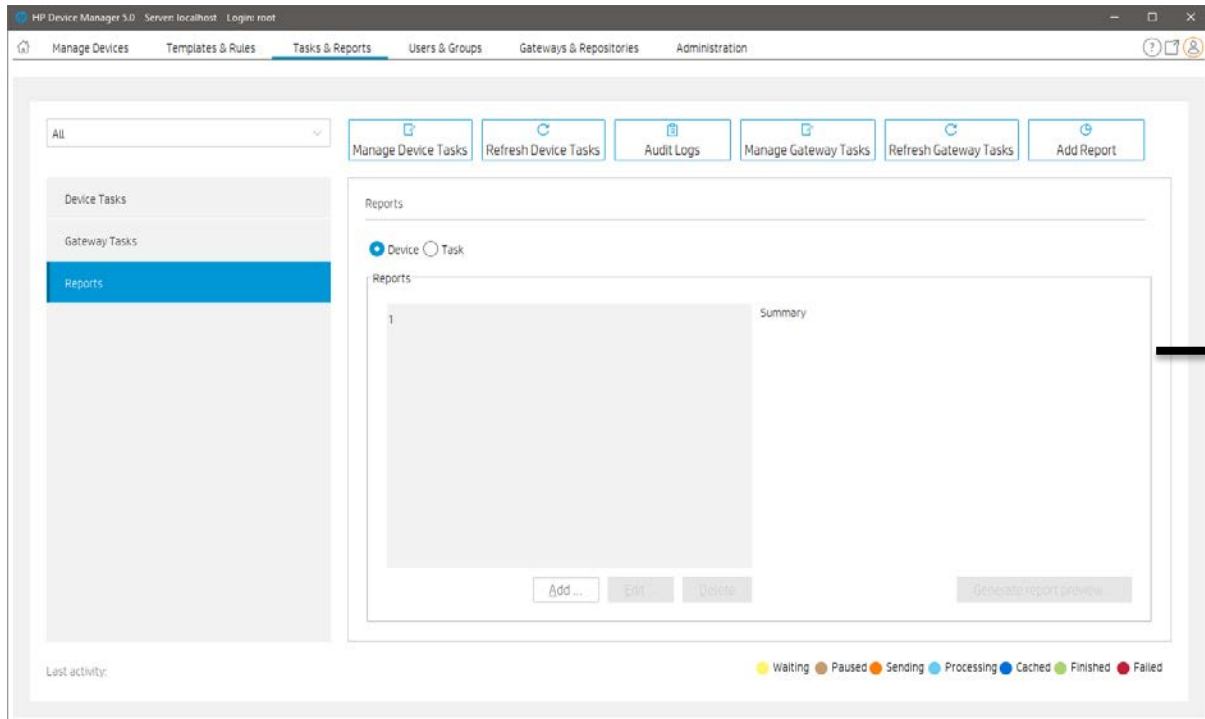 HP Device Manager 5.0 Server: localhost Login: root
Manage Devices Templates & Rules Tasks & Reports Users & Groups Gateways & Repositories Administration
All
Manage Device Tasks Refresh Device Tasks Audit Logs Manage Gateway Tasks Refresh Gateway Tasks Add Report
Device Tasks
Gateway Tasks
Reports
Reports
Device Task
Reports
1
Summary
Add ... Edit ... Delete Generate report preview ...
Last activity:
Waiting Paused Sending Processing Cached Finished Failed